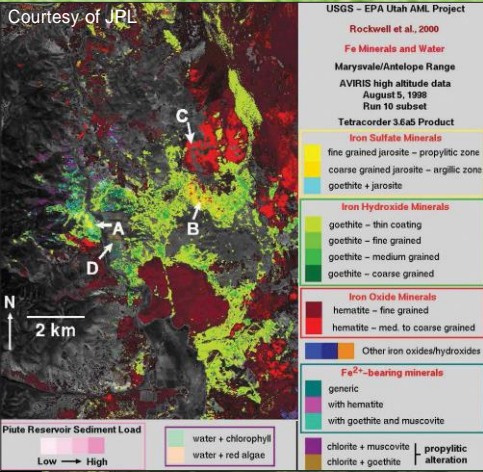 Courtesy of JPL
C
A
B
D
N
2 km
Piute Reservoir Sediment Load
Low → High
water + chlorophyll
water + red algae
USGS – EPA Utah AML Project
Rockwell et al., 2000
Fe Minerals and Water
Marysvale/Antelope Range
AVIRIS high altitude data
August 5, 1998
Run 10 subset
Tetracorder 3.6a5 Product
Iron Sulfate Minerals
fine grained jarosite – propylitic zone
coarse grained jarosite – argillic zone
goethite + jarosite
Iron Hydroxide Minerals
goethite – thin coating
goethite – fine grained
goethite – medium grained
goethite – coarse grained
Iron Oxide Minerals
hematite – fine grained
hematite – med. to coarse grained
Other iron oxides/hydroxides
Fe2+-bearing minerals
generic
with hematite
with goethite and muscovite
chlorite + muscovite
chlorite + goethite
propylitic
alteration